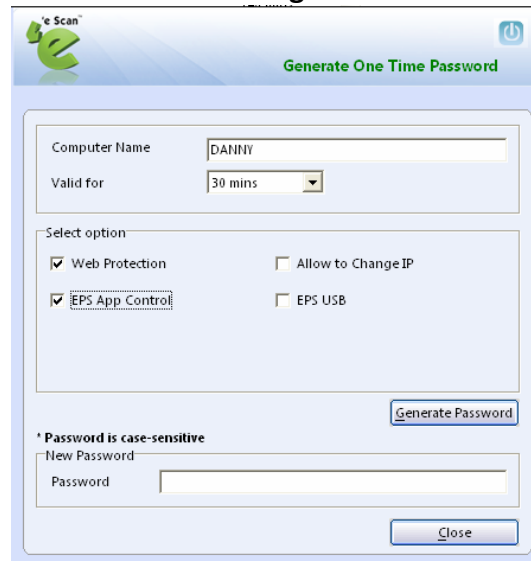 e Scan
Generate One Time Password
Computer Name DANNY
Valid for 30 mins
Select option
Web Protection Allow to Change IP
EPS App Control EPS USB
Generate Password
* Password is case-sensitive
New Password
Password
Close